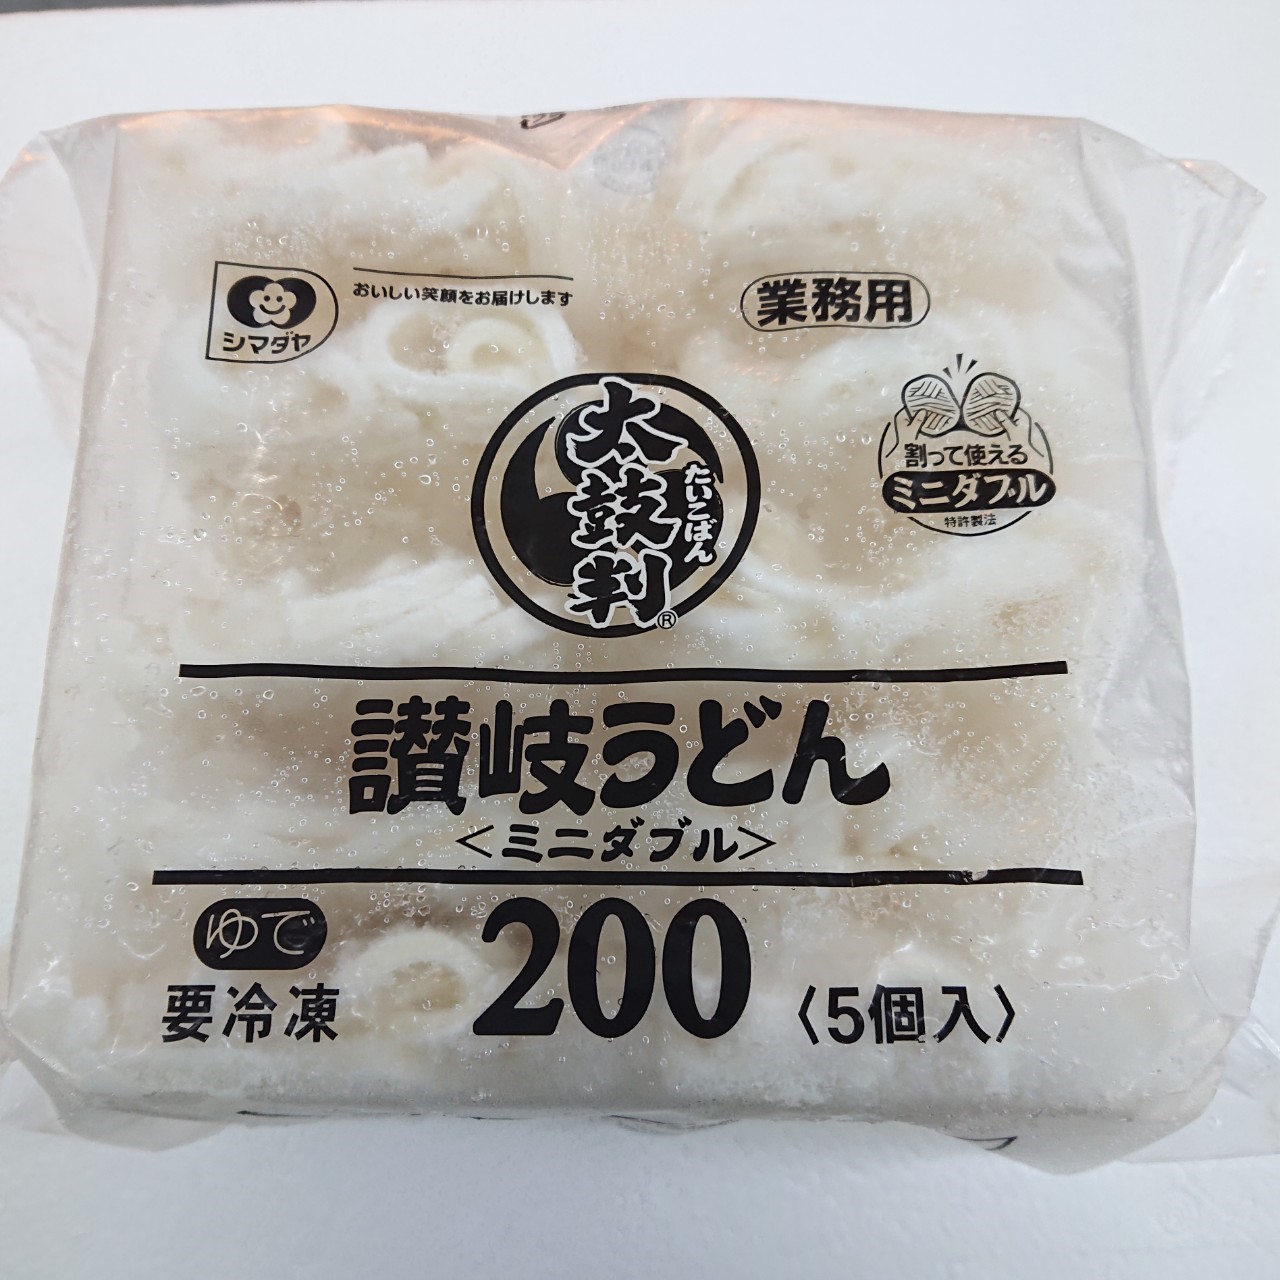 シマダヤ
おいしい笑顔をお届けします
業務用
太鼓判
たいこばん
®
割って使える
ミニダブル
特許製法
讃岐うどん
<ミニダブル>
ゆで
要冷凍
200
〈5個入〉